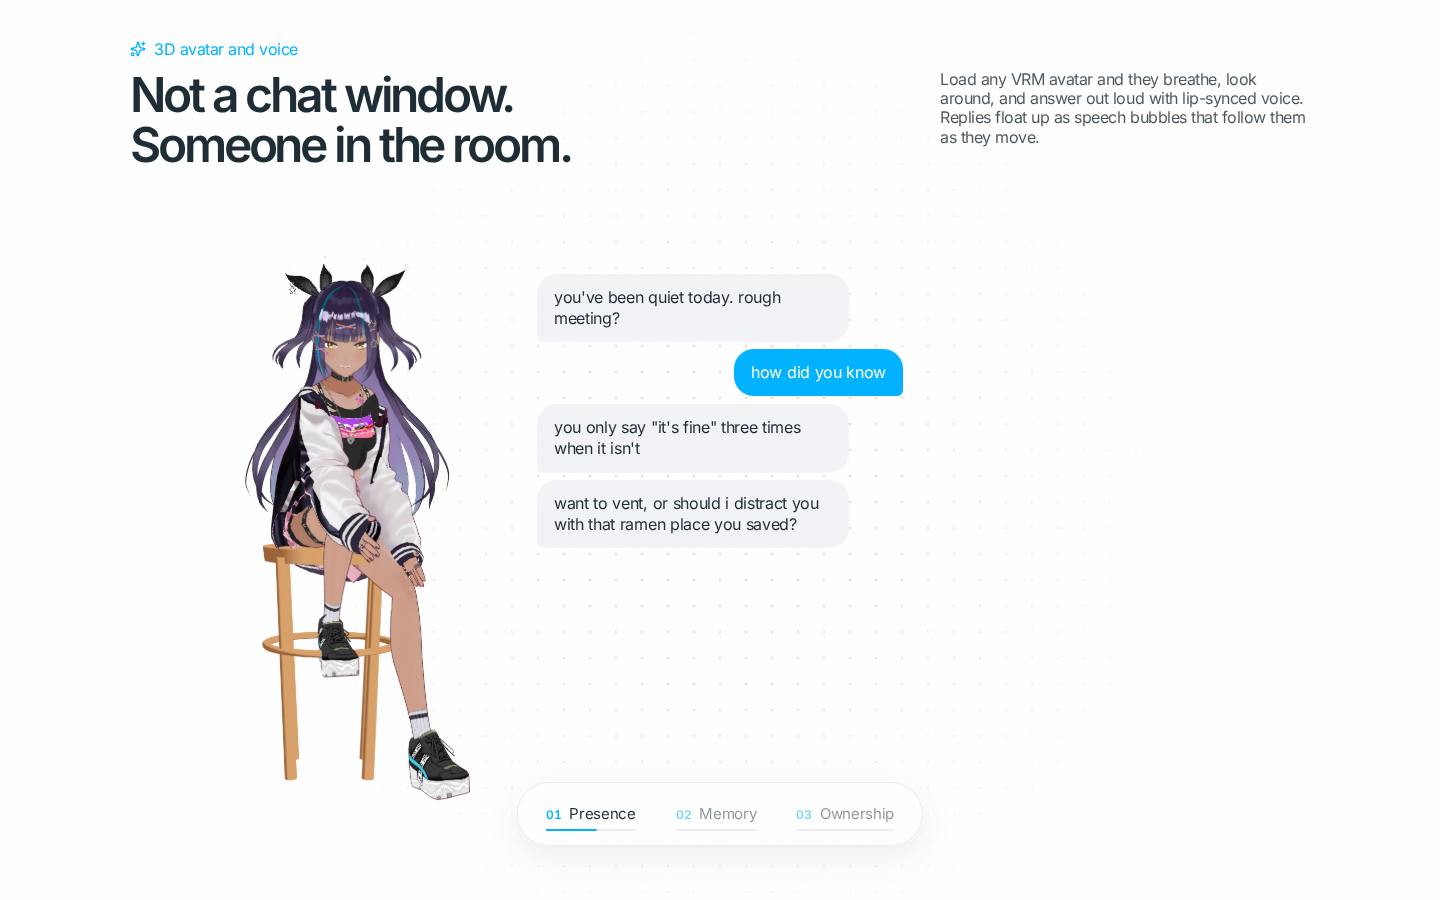 3D avatar and voice
Not a chat window.
Someone in the room.
Load any VRM avatar and they breathe, look
around, and answer out loud with lip-synced voice.
Replies float up as speech bubbles that follow them
as they move.
you've been quiet today. rough
meeting?
how did you know
you only say "it's fine" three times
when it isn't
want to vent, or should i distract you
with that ramen place you saved?
01 Presence
02 Memory
03 Ownership